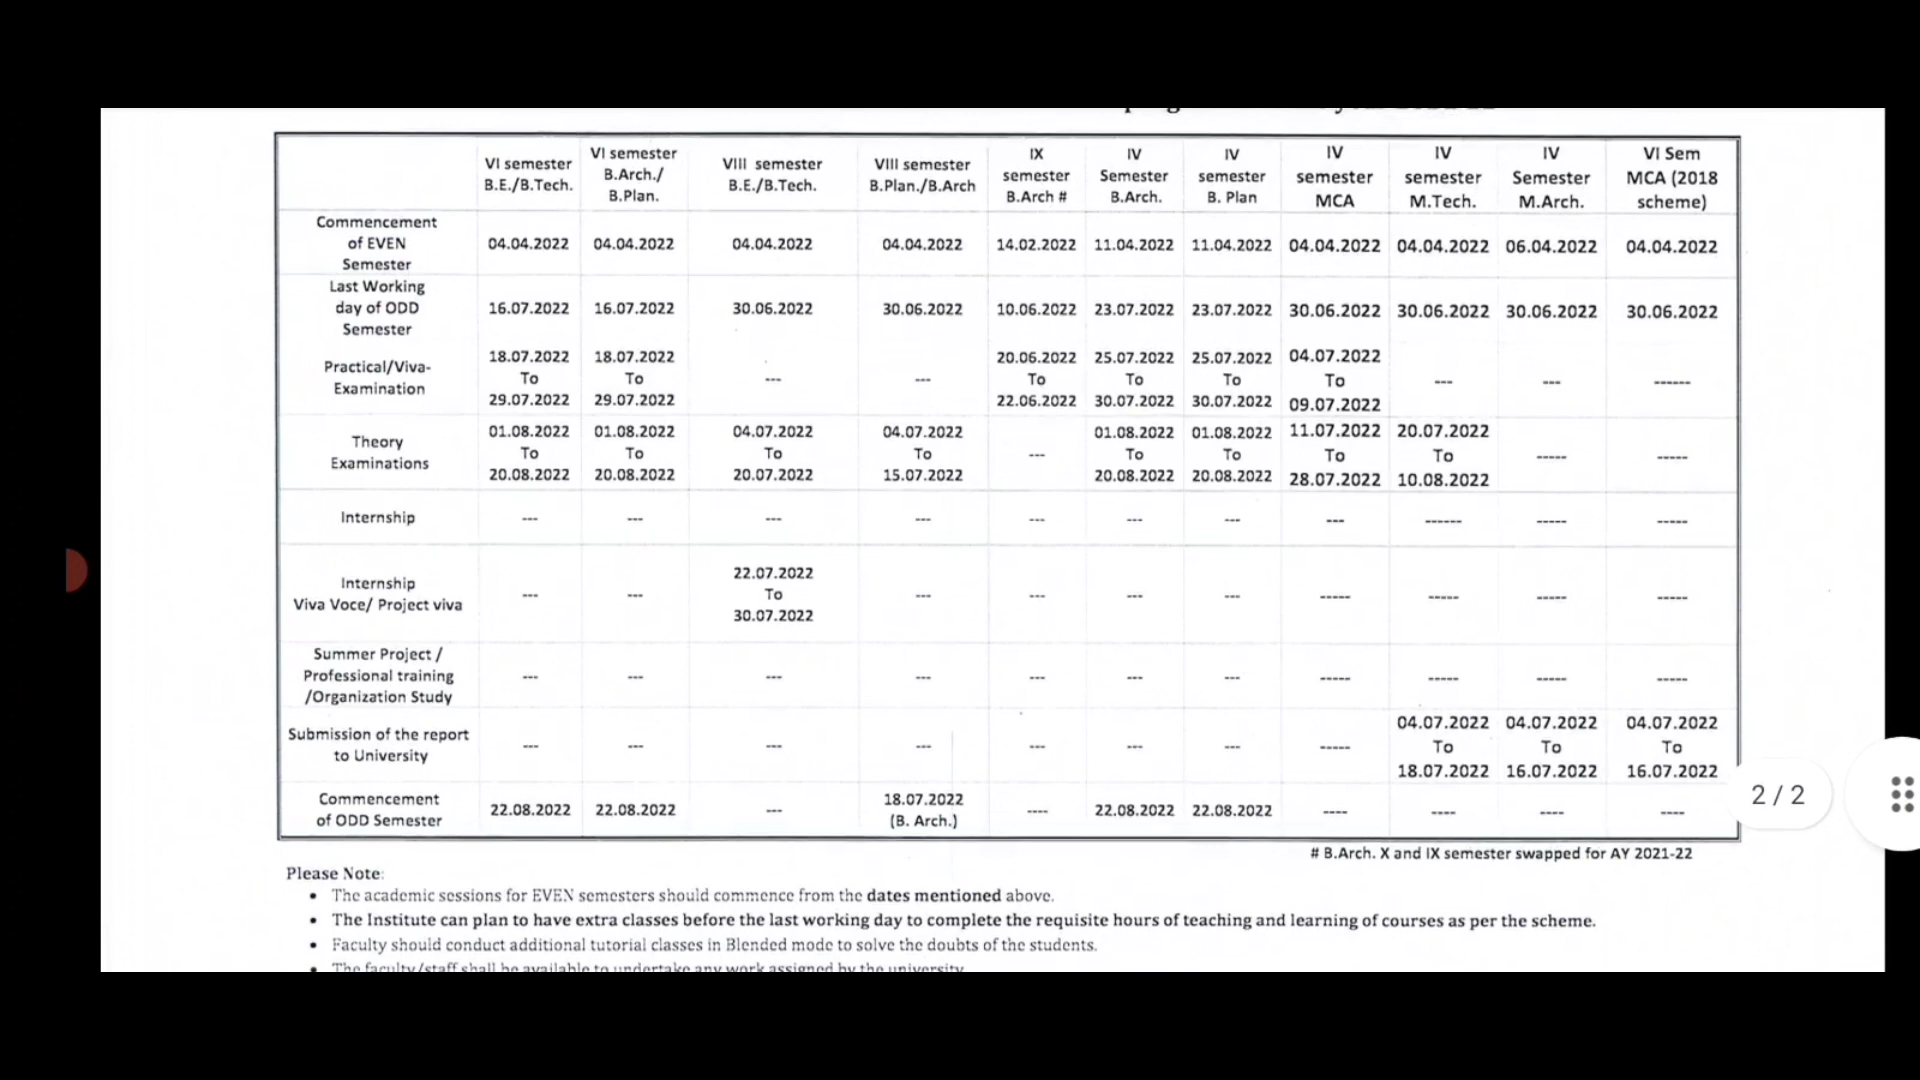 VI semester B.E./B.Tech. VI semester B.Arch./ B.Plan. VIII semester B.E./B.Tech. VIII semester B.Plan./B.Arch IX semester B.Arch # IV Semester B.Arch. IV semester B. Plan IV semester MCA IV semester M.Tech. IV Semester M.Arch. VI Sem MCA (2018 scheme)
Commencement of EVEN Semester 04.04.2022 04.04.2022 04.04.2022 04.04.2022 14.02.2022 11.04.2022 11.04.2022 04.04.2022 04.04.2022 06.04.2022 04.04.2022
Last Working day of ODD Semester 16.07.2022 16.07.2022 30.06.2022 30.06.2022 10.06.2022 23.07.2022 23.07.2022 30.06.2022 30.06.2022 30.06.2022 30.06.2022
Practical/Viva-Examination 18.07.2022 To 29.07.2022 18.07.2022 To 29.07.2022 --- --- 20.06.2022 To 22.06.2022 25.07.2022 To 30.07.2022 25.07.2022 To 30.07.2022 04.07.2022 To 09.07.2022 --- --- ------
Theory Examinations 01.08.2022 To 20.08.2022 01.08.2022 To 20.08.2022 04.07.2022 To 20.07.2022 04.07.2022 To 15.07.2022 --- 01.08.2022 To 20.08.2022 01.08.2022 To 20.08.2022 11.07.2022 To 28.07.2022 20.07.2022 To 10.08.2022 ----- -----
Internship --- --- --- --- --- --- --- --- ------ ----- -----
Internship Viva Voce/ Project viva --- --- 22.07.2022 To 30.07.2022 --- --- --- --- ----- ----- ----- -----
Summer Project / Professional training /Organization Study --- --- --- --- --- --- --- ----- ----- ----- -----
Submission of the report to University --- --- --- --- --- --- --- ----- 04.07.2022 To 18.07.2022 04.07.2022 To 16.07.2022 04.07.2022 To 16.07.2022
Commencement of ODD Semester 22.08.2022 22.08.2022 --- 18.07.2022 (B. Arch.) ---- 22.08.2022 22.08.2022 ---- ---- ---- ----
2 / 2
# B.Arch. X and IX semester swapped for AY 2021-22
Please Note:
• The academic sessions for EVEN semesters should commence from the dates mentioned above.
• The Institute can plan to have extra classes before the last working day to complete the requisite hours of teaching and learning of courses as per the scheme.
• Faculty should conduct additional tutorial classes in Blended mode to solve the doubts of the students.
• The faculty/staff shall be available to undertake any work assigned by the university